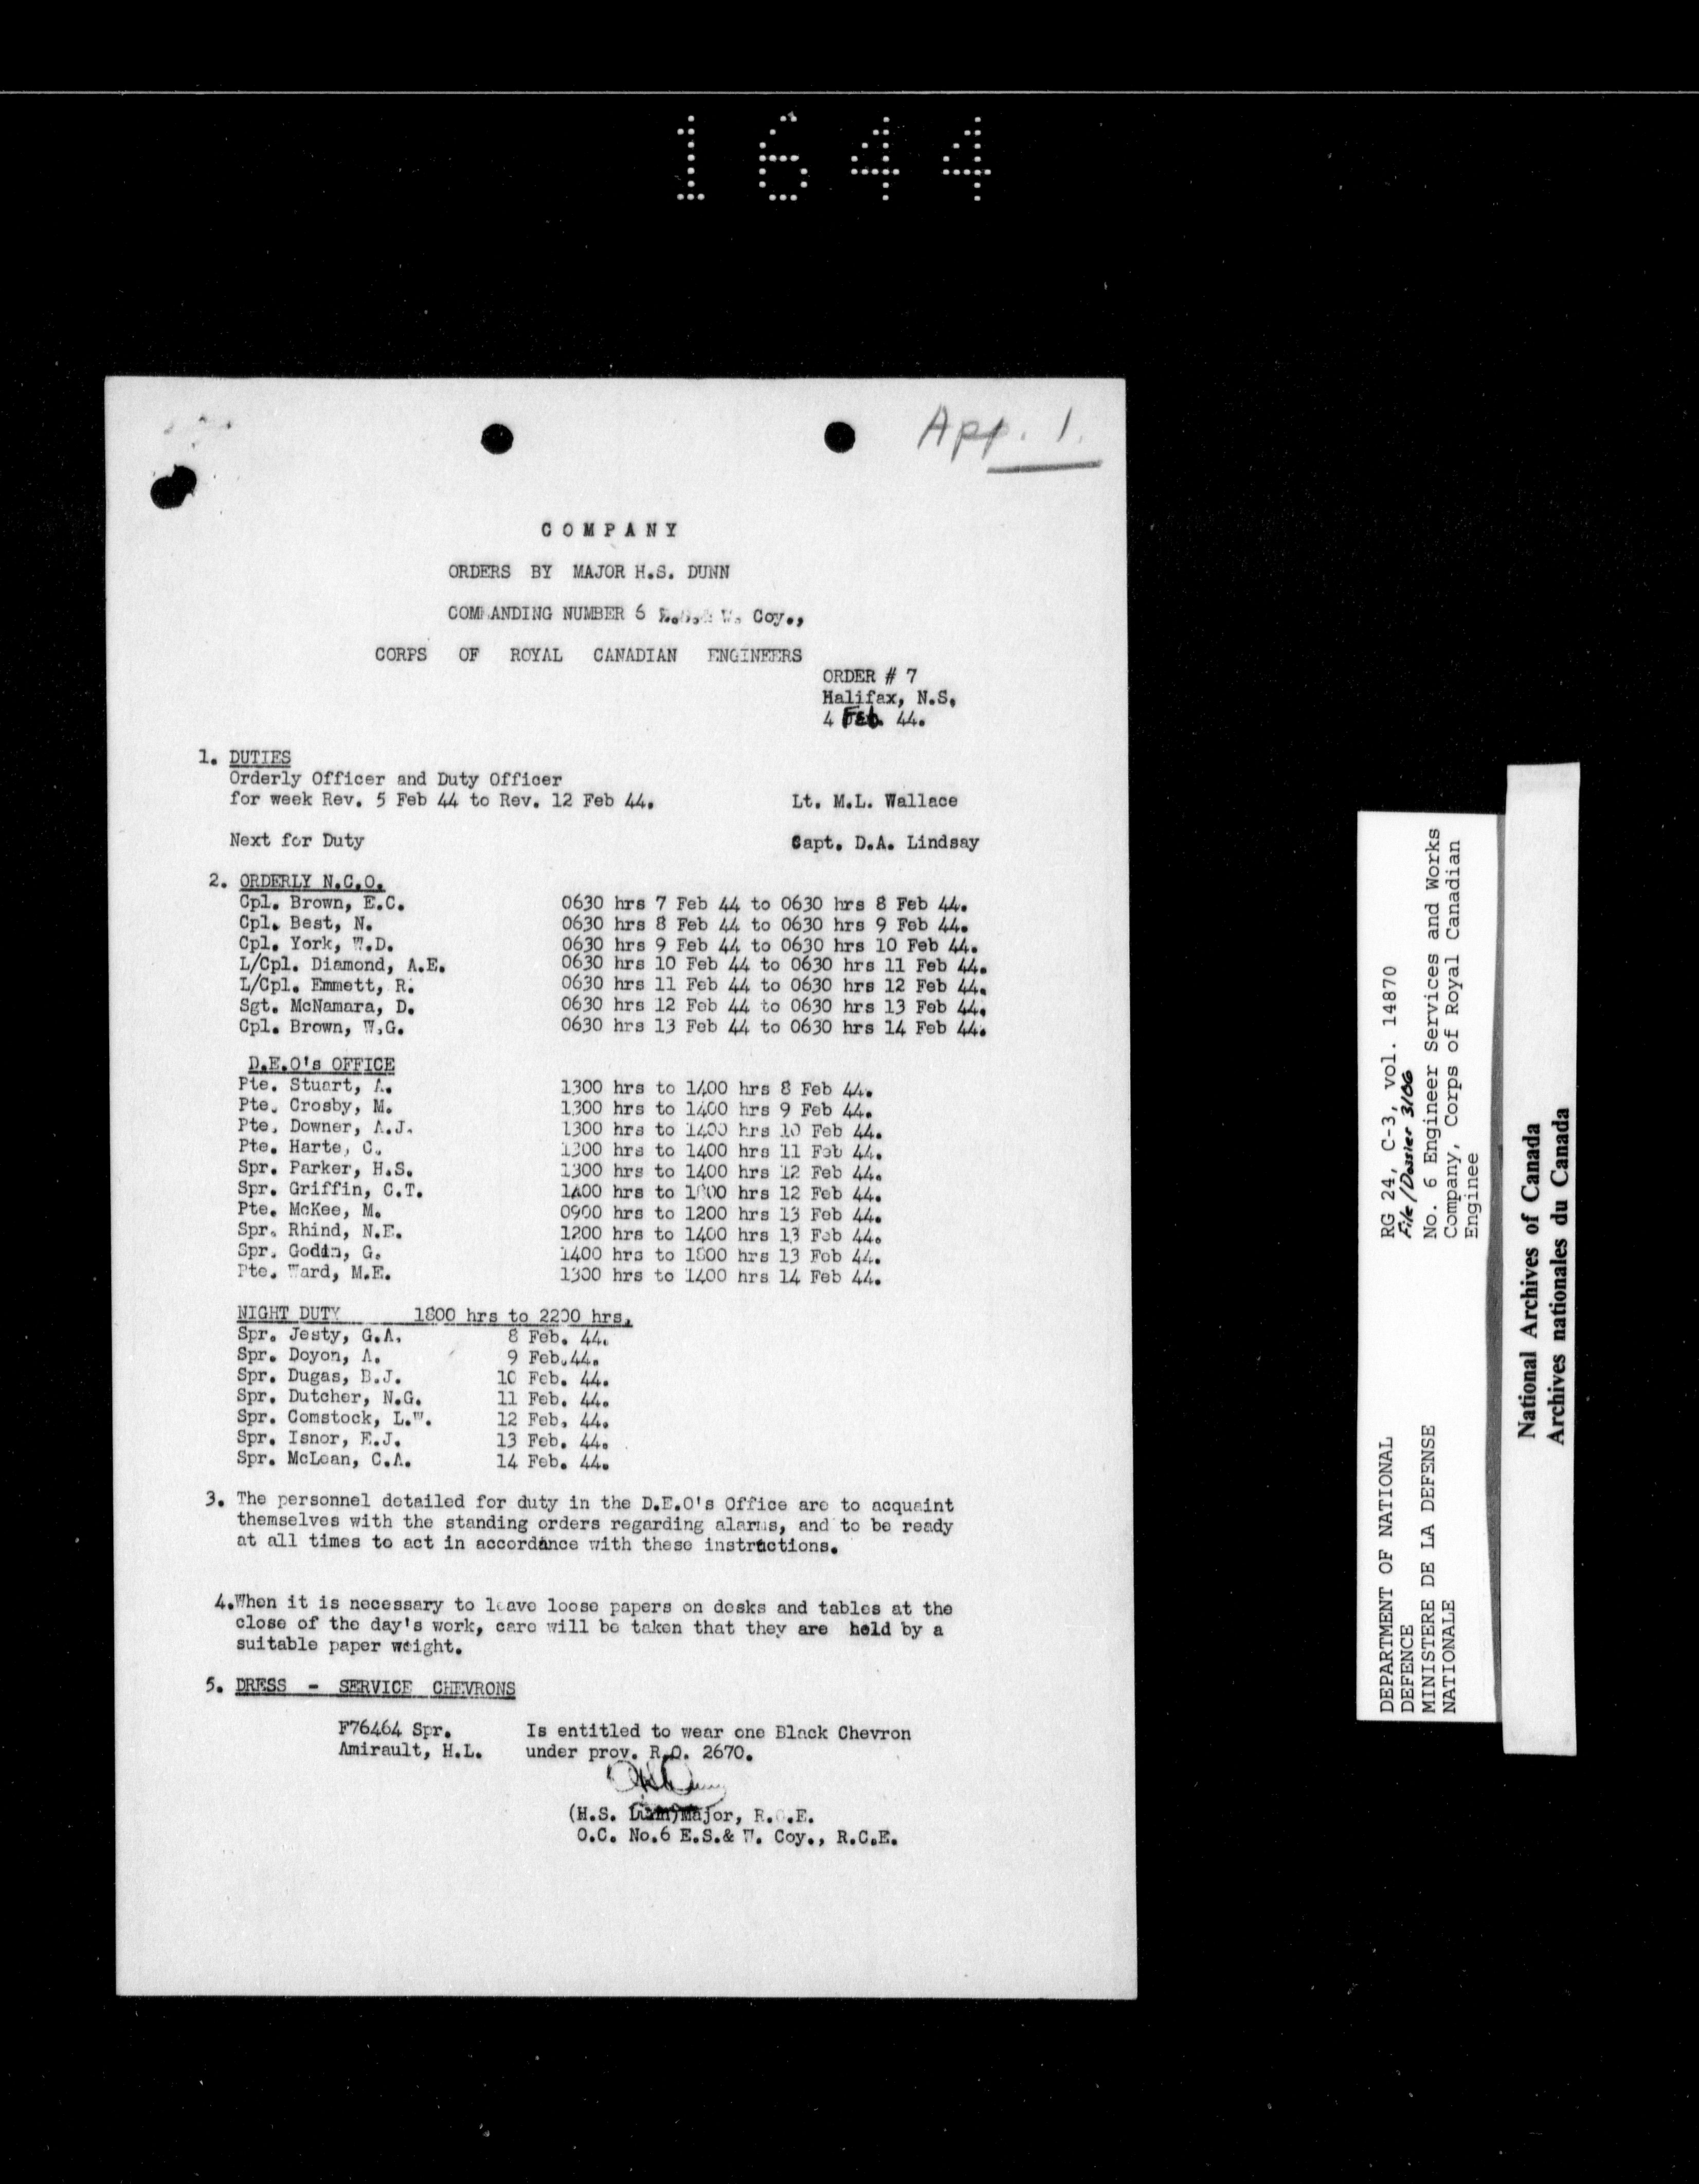 1644
App. 1.
COMPANY
ORDERS BY MAJOR H.S. DUNN
COMMANDING NUMBER 6 W. Coy.,
CORPS OF ROYAL CANADIAN ENGINEERS
ORDER # 7
Halifax, N.S.
4 Feb. 44.
1. DUTIES
Orderly Officer and Duty Officer
for week Rev. 5 Feb 44 to Rev. 12 Feb 44. Lt. M.L. Wallace
Next for Duty Capt. D.A. Lindsay
2. ORDERLY N.C.O.
Cpl. Brown, E.C. 0630 hrs 7 Feb 44 to 0630 hrs 8 Feb 44.
Cpl. Best, N. 0630 hrs 8 Feb 44 to 0630 hrs 9 Feb 44.
Cpl. York, W.D. 0630 hrs 9 Feb 44 to 0630 hrs 10 Feb 44.
L/Cpl. Diamond, A.E. 0630 hrs 10 Feb 44 to 0630 hrs 11 Feb 44.
L/Cpl. Emmett, R. 0630 hrs 11 Feb 44 to 0630 hrs 12 Feb 44.
Sgt. McNamara, D. 0630 hrs 12 Feb 44 to 0630 hrs 13 Feb 44.
Cpl. Brown, W.G. 0630 hrs 13 Feb 44 to 0630 hrs 14 Feb 44.
D.E.O's OFFICE
Pte. Stuart, A. 1300 hrs to 1400 hrs 8 Feb 44.
Pte. Crosby, M. 1300 hrs to 1400 hrs 9 Feb 44.
Pte. Downer, A.J. 1300 hrs to 1400 hrs 10 Feb 44.
Pte. Harte, C. 1300 hrs to 1400 hrs 11 Feb 44.
Spr. Parker, H.S. 1300 hrs to 1400 hrs 12 Feb 44.
Spr. Griffin, C.T. 1400 hrs to 1800 hrs 12 Feb 44.
Pte. McKee, M. 0900 hrs to 1200 hrs 13 Feb 44.
Spr. Rhind, N.E. 1200 hrs to 1400 hrs 13 Feb 44.
Spr. Godin, G. 1400 hrs to 1800 hrs 13 Feb 44.
Pte. Ward, M.E. 1300 hrs to 1400 hrs 14 Feb 44.
NIGHT DUTY 1800 hrs to 2200 hrs.
Spr. Jesty, G.A. 8 Feb. 44.
Spr. Doyon, A. 9 Feb.44.
Spr. Dugas, B.J. 10 Feb. 44.
Spr. Dutcher, N.G. 11 Feb. 44.
Spr. Comstock, L.W. 12 Feb, 44.
Spr. Isnor, E.J. 13 Feb. 44.
Spr. McLean, C.A. 14 Feb. 44.
3. The personnel detailed for duty in the D.E.O's Office are to acquaint
themselves with the standing orders regarding alarms, and to be ready
at all times to act in accordance with these instructions.
4.When it is necessary to leave loose papers on desks and tables at the
close of the day's work, care will be taken that they are held by a
suitable paper weight.
5. DRESS - SERVICE CHEVRONS
F76464 Spr. Is entitled to wear one Black Chevron
Amirault, H.L. under prov. R.O. 2670.
(H.S. Dunn)Major, R.C.E.
O.C. No.6 E.S.& W. Coy., R.C.E.
DEPARTMENT OF NATIONAL
DEFENCE
MINISTERE DE LA DEFENSE
NATIONALE
RG 24, C-3, vol. 14870
File/Dossier 3106
No. 6 Engineer Services and Works
Company, Corps of Royal Canadian
Enginee
National Archives of Canada
Archives nationales du Canada